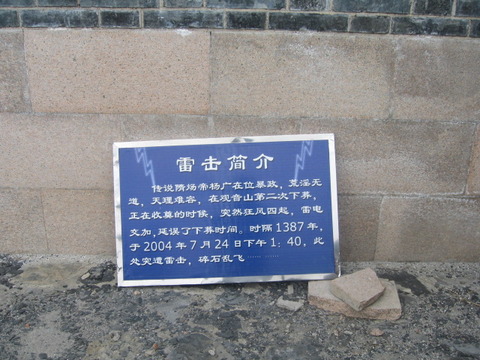 雷击简介
传说隋炀帝杨广在位暴政，荒淫无
道，天理难容，在观音山第二次下葬，
正在收墓的时候，突然狂风四起，雷电
交加，延误了下葬时间。时隔1387年，
于2004年7月24日下午1:40，此
处突遭雷击，碎石乱飞…… ……